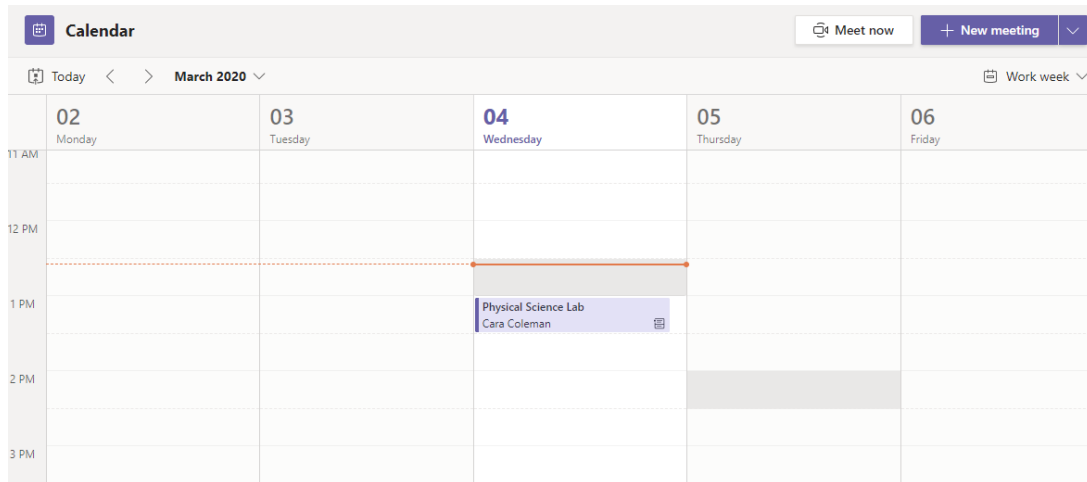 Calendar
Meet now
New meeting
Today
March 2020
Work week
02
Monday
03
Tuesday
04
Wednesday
05
Thursday
06
Friday
11 AM
12 PM
1 PM
Physical Science Lab
Cara Coleman
2 PM
3 PM